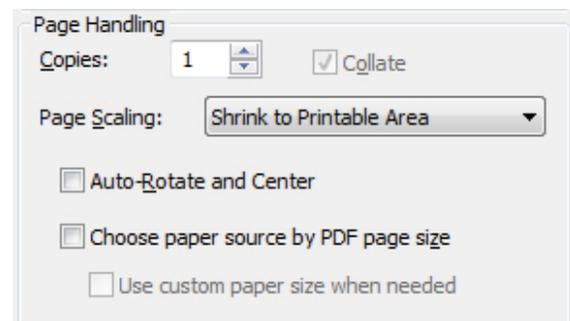 Page Handling
Copies: 1 Collate
Page Scaling: Shrink to Printable Area
Auto-Rotate and Center
Choose paper source by PDF page size
Use custom paper size when needed